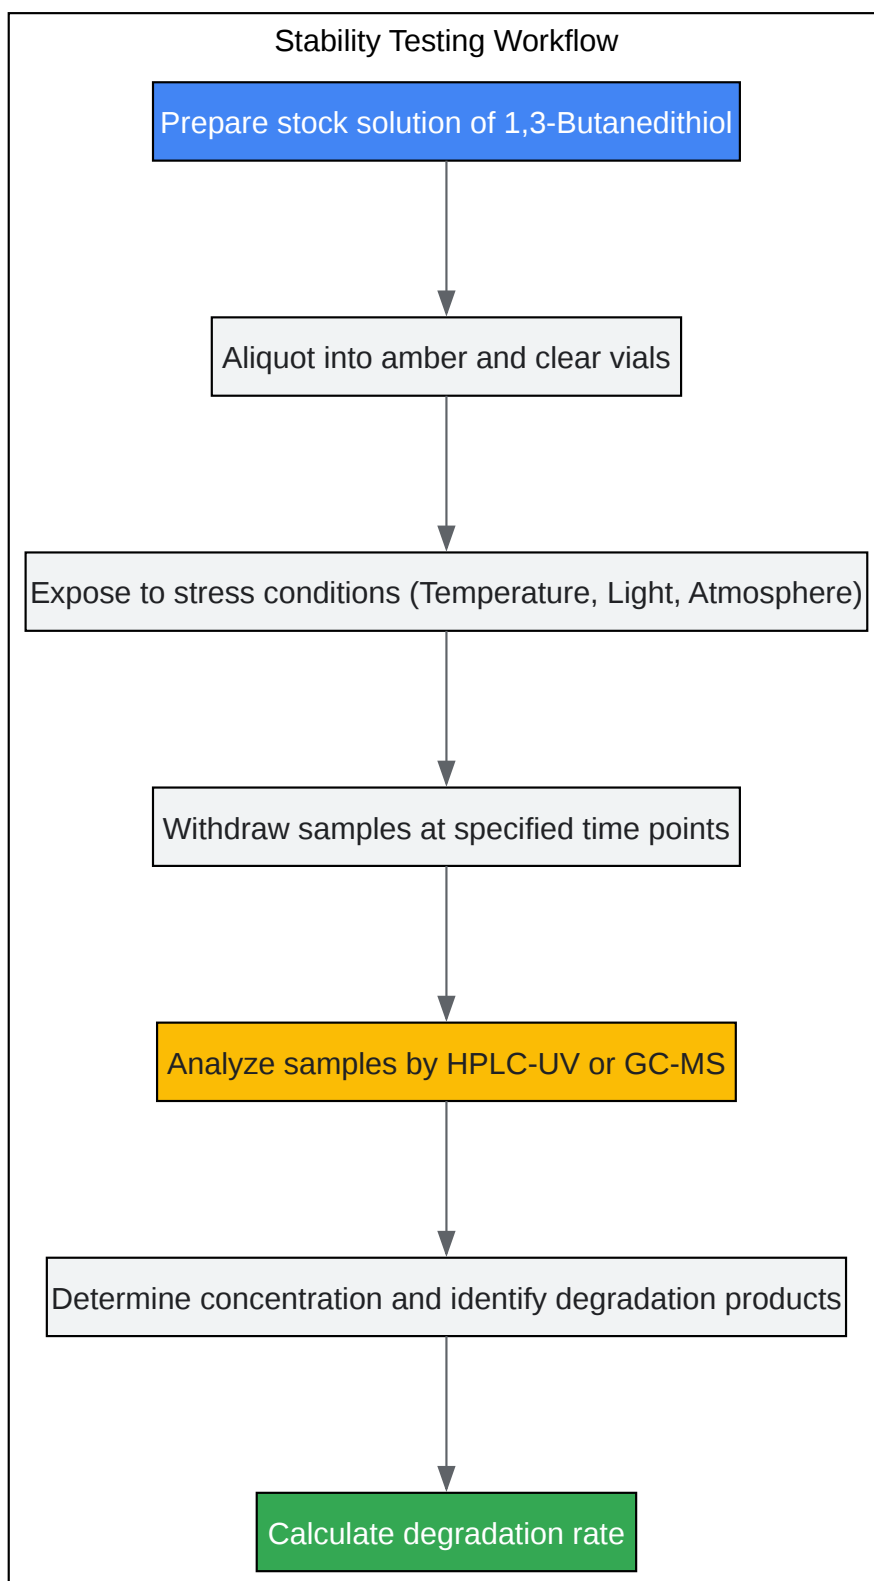 Stability Testing Workflow
Prepare stock solution of 1,3-Butanedithiol
Aliquot into amber and clear vials
Expose to stress conditions (Temperature, Light, Atmosphere)
Withdraw samples at specified time points
Analyze samples by HPLC-UV or GC-MS
Determine concentration and identify degradation products
Calculate degradation rate